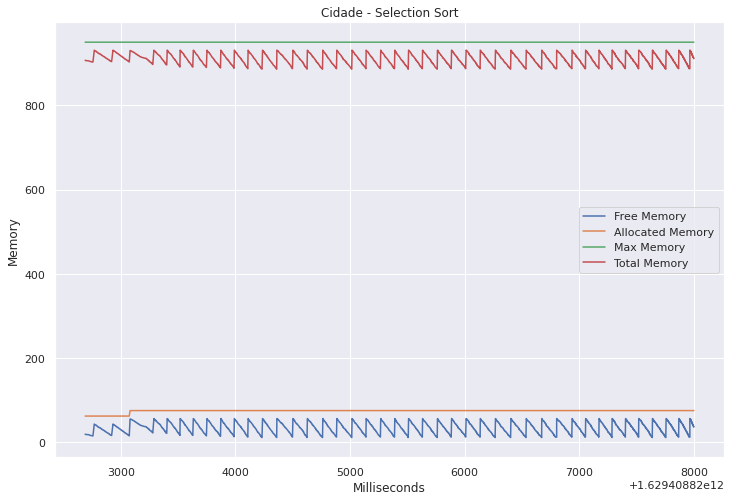 Cidade - Selection Sort
Memory
800
600
400
200
0
Free Memory
Allocated Memory
Max Memory
Total Memory
3000 4000 5000 6000 7000 8000
Milliseconds
+1.62940882e12